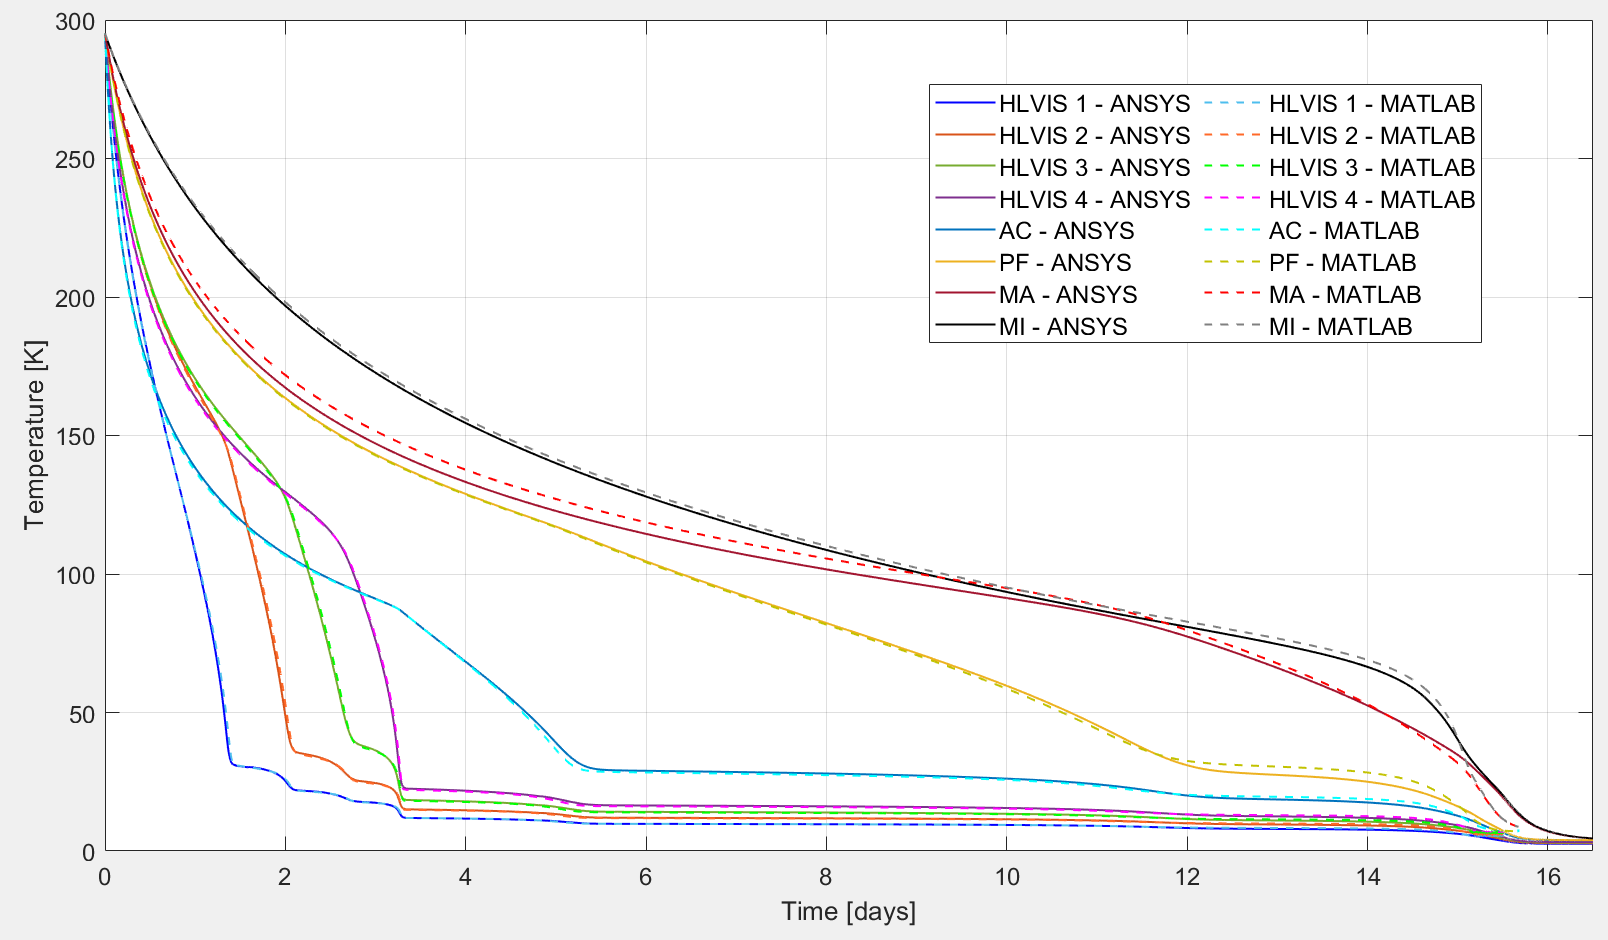 300
250
200
150
100
50
0
Temperature [K]
HLVIS 1 - ANSYS HLVIS 1 - MATLAB
HLVIS 2 - ANSYS HLVIS 2 - MATLAB
HLVIS 3 - ANSYS HLVIS 3 - MATLAB
HLVIS 4 - ANSYS HLVIS 4 - MATLAB
AC - ANSYS AC - MATLAB
PF - ANSYS PF - MATLAB
MA - ANSYS MA - MATLAB
MI - ANSYS MI - MATLAB
0 2 4 6 8 10 12 14 16
Time [days]